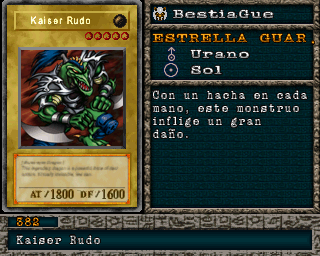 Kaiser Rudo
AT/1800 DF/1600
BestiaGue
ESTRELLA GUAR.
Urano
Sol
Con un hacha en cada
mano, este monstruo
inflige un gran
daño.
382
Kaiser Rudo